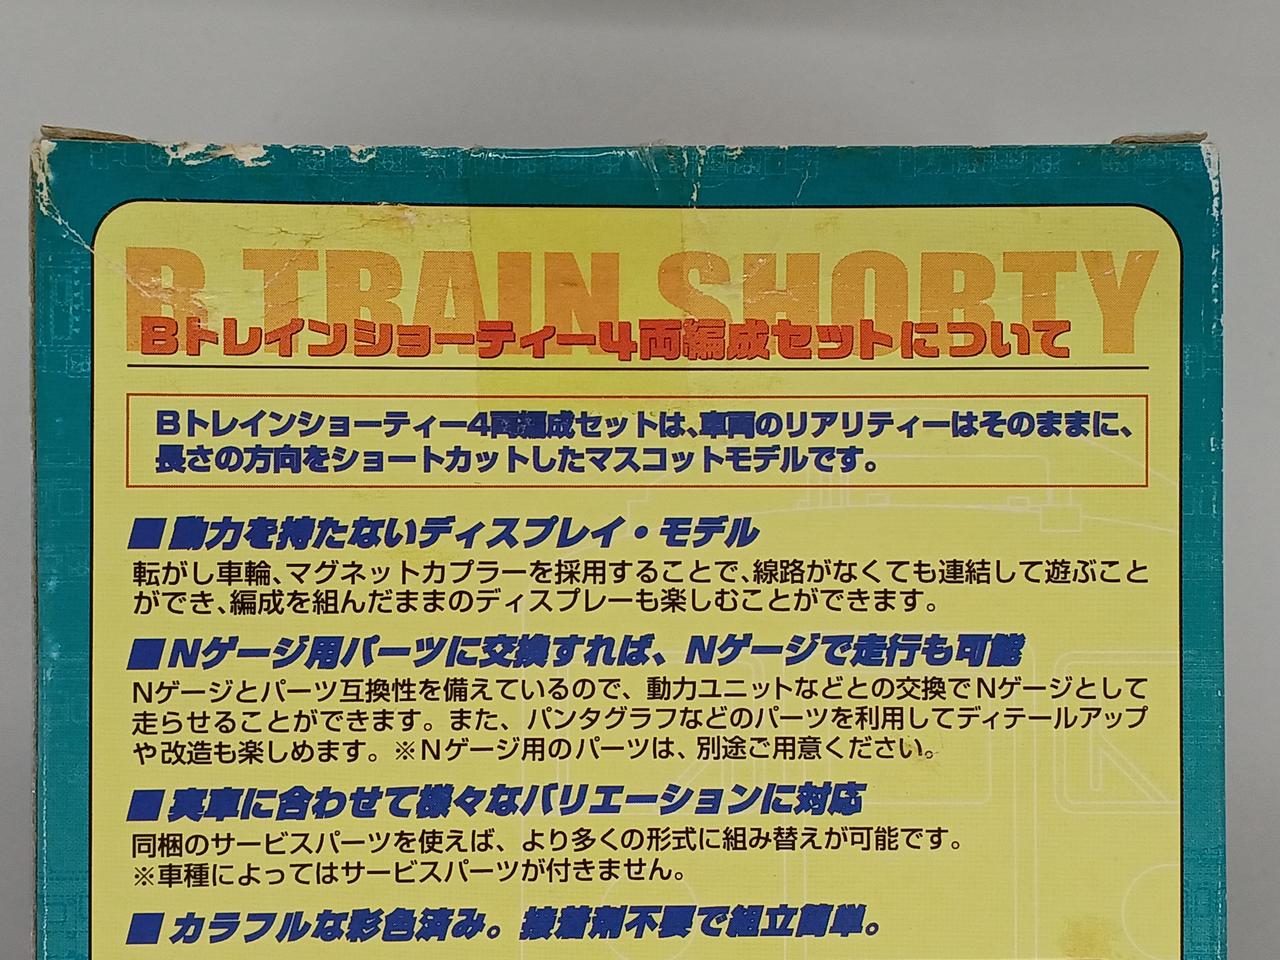 B TRAIN SHORTY
Bトレインショーティー4両編成セットについて
Bトレインショーティー4両編成セットは、車両のリアリティーはそのままに、
長さの方向をショートカットしたマスコットモデルです。
■動力を持たないディスプレイ・モデル
転がし車輪、マグネットカプラーを採用することで、線路がなくても連結して遊ぶこと
ができ、編成を組んだままのディスプレーも楽しむことができます。
■Nゲージ用パーツに交換すれば、Nゲージで走行も可能
Nゲージとパーツ互換性を備えているので、動力ユニットなどとの交換でNゲージとして
走らせることができます。また、パンタグラフなどのパーツを利用してディテールアップ
や改造も楽しめます。※Nゲージ用のパーツは、別途ご用意ください。
■実車に合わせて様々なバリエーションに対応
同梱のサービスパーツを使えば、より多くの形式に組み替えが可能です。
※車種によってはサービスパーツが付きません。
■カラフルな彩色済み。接着剤不要で組立簡単。